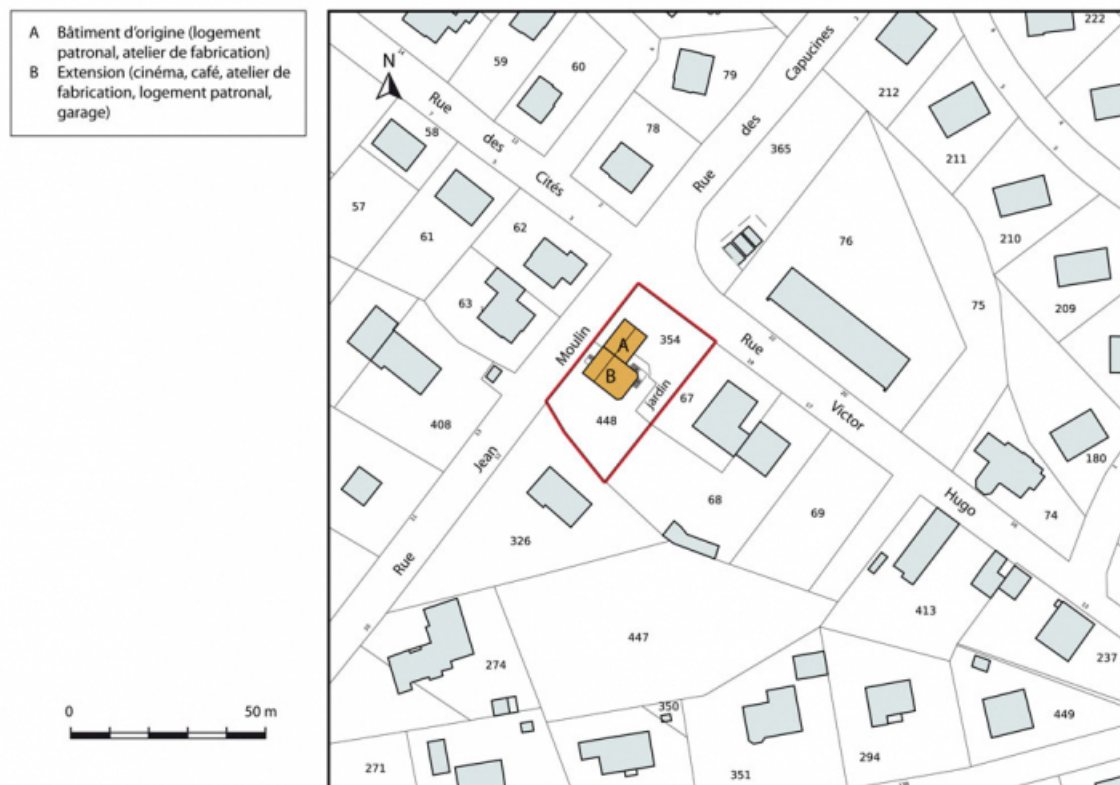 A Bâtiment d'origine (logement
patronal, atelier de fabrication)
B Extension (cinéma, café, atelier de
fabrication, logement patronal,
garage)
N
0 50 m
Rue des Cités
Rue des Capucines
Rue Jean Moulin
Rue Victor Hugo
A
B
Jardin
222
59
60
79
212
58
78
365
211
57
61
62
76
210
63
75
209
354
67
448
408
180
68
69
74
326
413
447
274
237
350
449
271
351
294